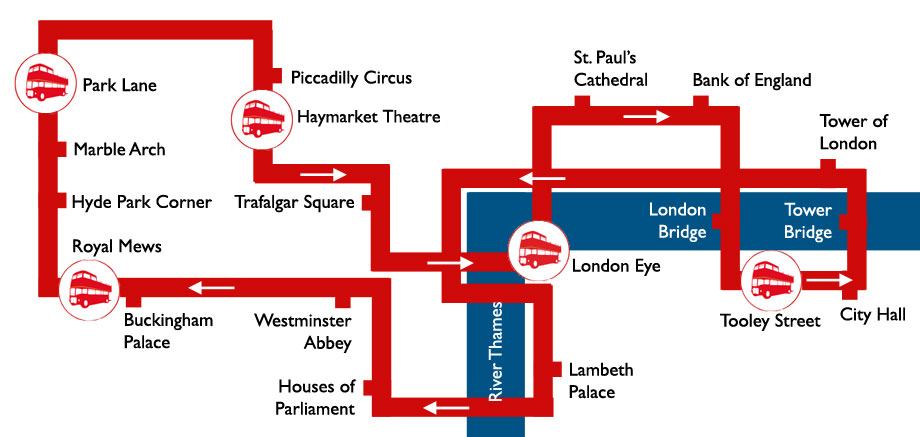 Park Lane
Piccadilly Circus
Haymarket Theatre
Marble Arch
Hyde Park Corner
Trafalgar Square
Royal Mews
Buckingham
Palace
Westminster
Abbey
Houses of
Parliament
River Thames
Lambeth
Palace
London Eye
St. Paul's
Cathedral
Bank of England
Tower of
London
London
Bridge
Tower
Bridge
Tooley Street
City Hall